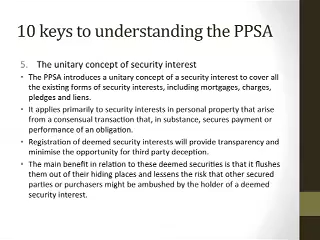 10 keys to understanding the PPSA
5. The unitary concept of security interest
• The PPSA introduces a unitary concept of a security interest to cover all
the existing forms of security interests, including mortgages, charges,
pledges and liens.
• It applies primarily to security interests in personal property that arise
from a consensual transaction that, in substance, secures payment or
performance of an obligation.
• Registration of deemed security interests will provide transparency and
minimise the opportunity for third party deception.
• The main benefit in relation to these deemed securities is that it flushes
them out of their hiding places and lessens the risk that other secured
parties or purchasers might be ambushed by the holder of a deemed
security interest.